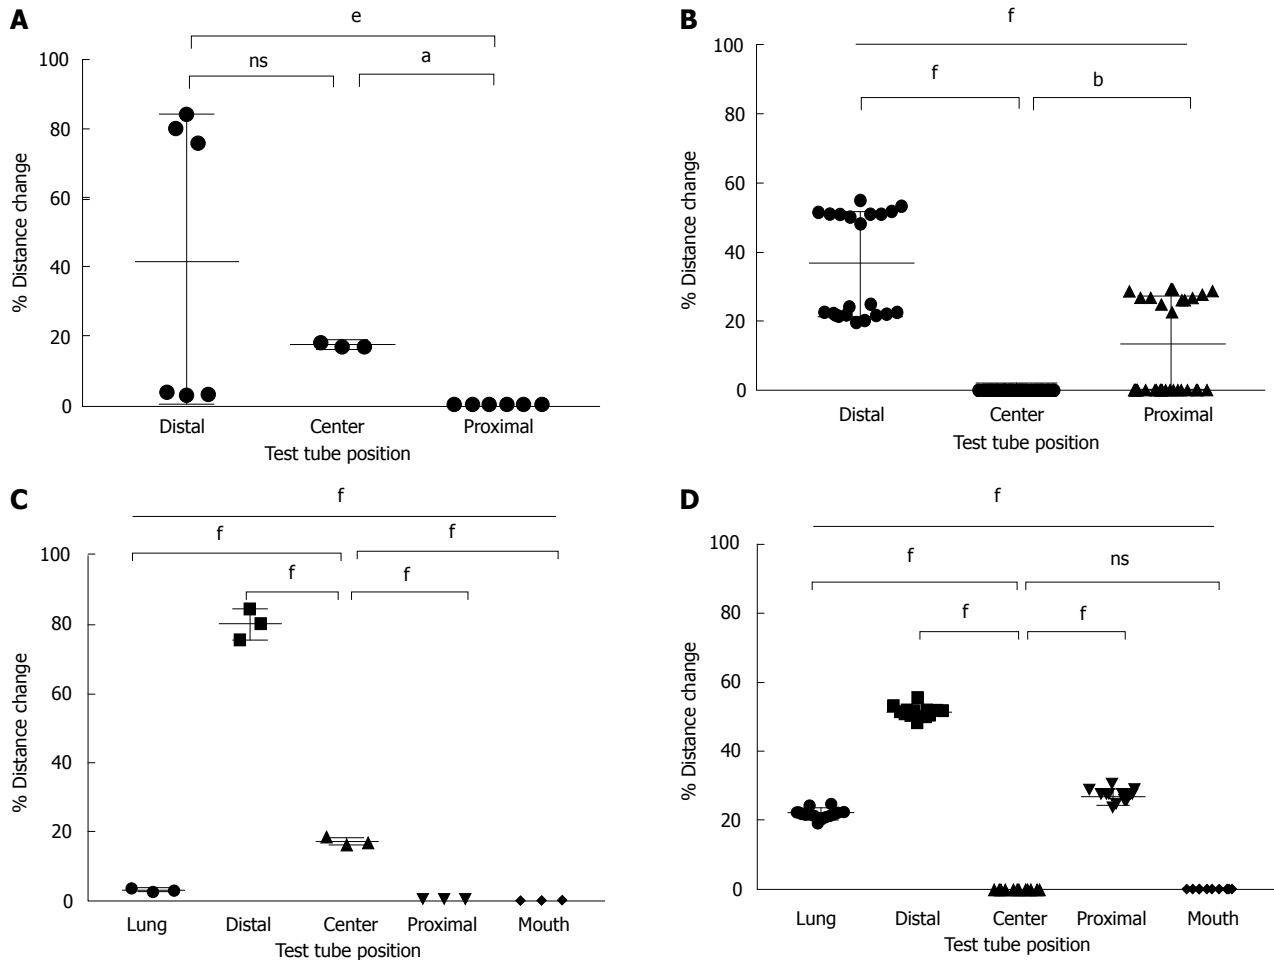 A
e
ns
a
100
80
60
40
20
0
% Distance change
Distal Center Proximal
Test tube position
B
f
f
b
100
80
60
40
20
0
% Distance change
Distal Center Proximal
Test tube position
C
f
f
f
f
f
100
80
60
40
20
0
% Distance change
Lung Distal Center Proximal Mouth
Test tube position
D
f
f
ns
f
f
100
80
60
40
20
0
% Distance change
Lung Distal Center Proximal Mouth
Test tube position